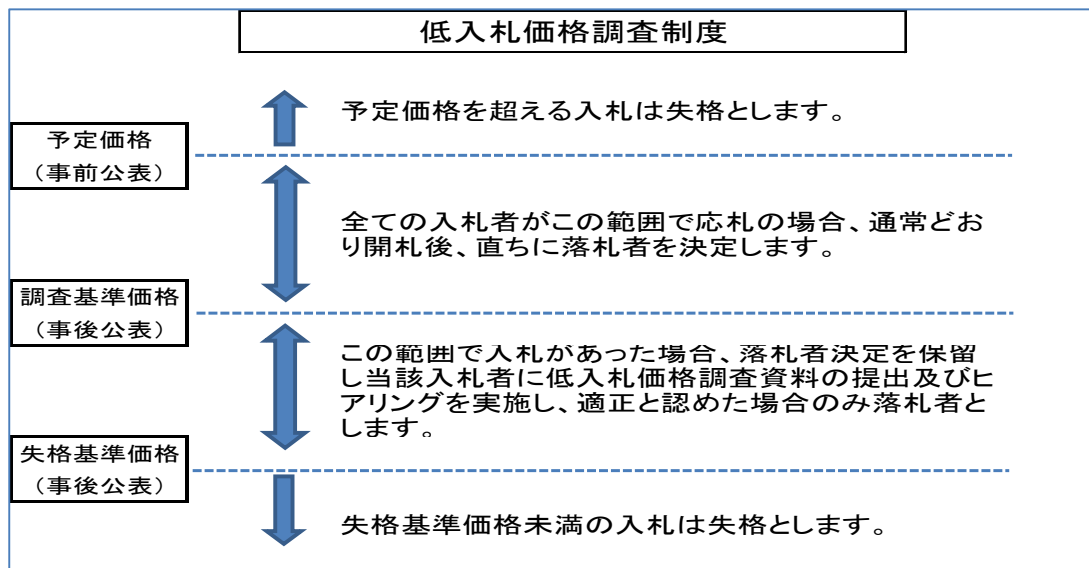 低入札価格調査制度
予定価格を超える入札は失格とします。
予定価格
（事前公表）
全ての入札者がこの範囲で応札の場合、通常どお
り開札後、直ちに落札者を決定します。
調査基準価格
（事後公表）
この範囲で入札があった場合、落札者決定を保留
し当該入札者に低入札価格調査資料の提出及びヒ
アリングを実施し、適正と認めた場合のみ落札者と
します。
失格基準価格
（事後公表）
失格基準価格未満の入札は失格とします。